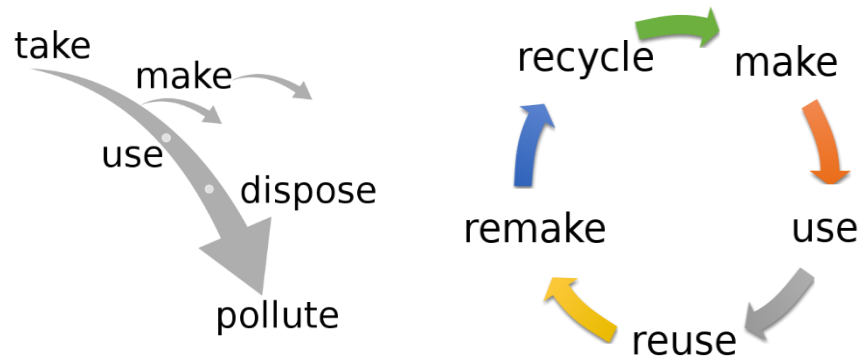 take
make
use
dispose
pollute
recycle
make
use
reuse
remake